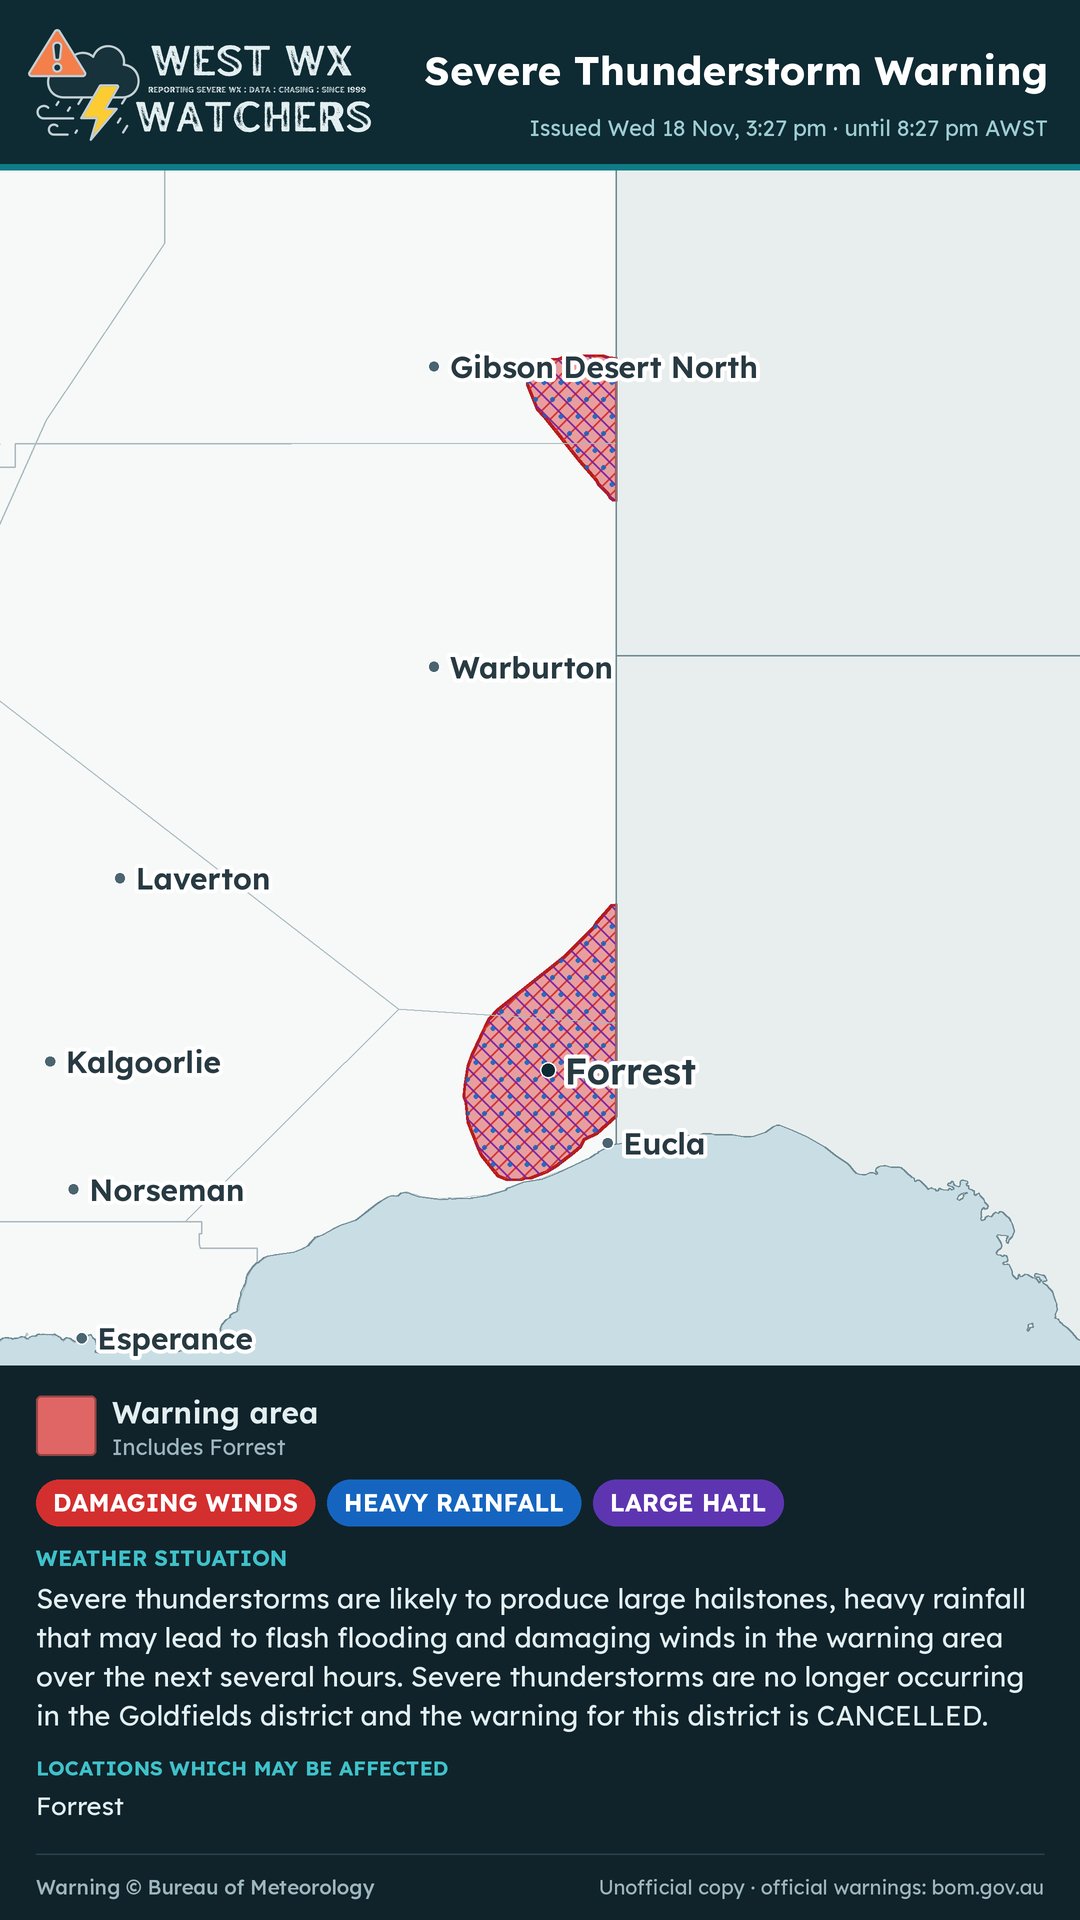 WEST WX
REPORTING SEVERE WX : DATA : CHASING : SINCE 1999
WATCHERS
Severe Thunderstorm Warning
Issued Wed 18 Nov, 3:27 pm · until 8:27 pm AWST
Gibson Desert North
Warburton
Laverton
Kalgoorlie
Forrest
Eucla
Norseman
Esperance
Warning area
Includes Forrest
DAMAGING WINDS
HEAVY RAINFALL
LARGE HAIL
WEATHER SITUATION
Severe thunderstorms are likely to produce large hailstones, heavy rainfall
that may lead to flash flooding and damaging winds in the warning area
over the next several hours. Severe thunderstorms are no longer occurring
in the Goldfields district and the warning for this district is CANCELLED.
LOCATIONS WHICH MAY BE AFFECTED
Forrest
Warning © Bureau of Meteorology
Unofficial copy · official warnings: bom.gov.au